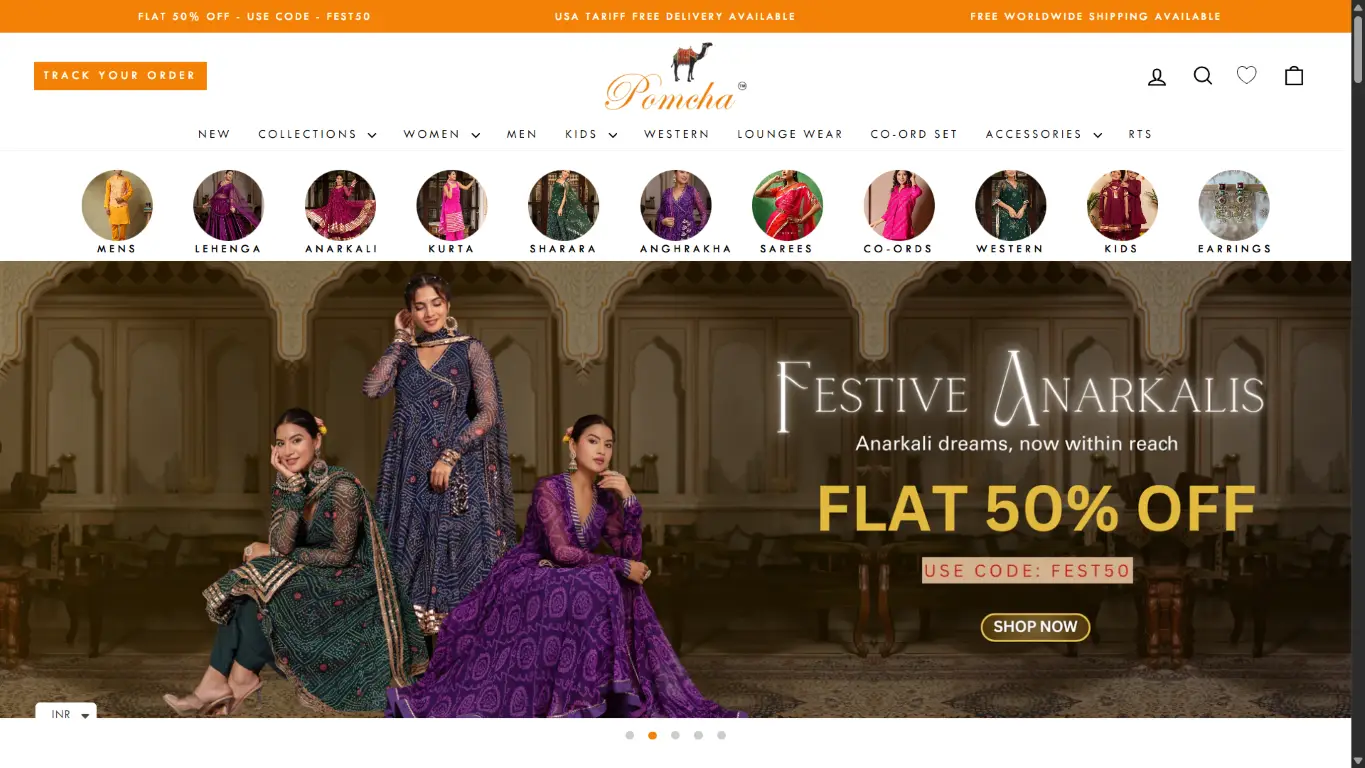 FLAT 50% OFF - USE CODE - FEST50
USA TARIFF FREE DELIVERY AVAILABLE
FREE WORLDWIDE SHIPPING AVAILABLE
TRACK YOUR ORDER
Pomcha TM
NEW COLLECTIONS WOMEN MEN KIDS WESTERN LOUNGE WEAR CO-ORD SET ACCESSORIES RTS
MENS LEHENGA ANARKALI KURTA SHARARA ANGHRAKHA SAREES CO-ORDS WESTERN KIDS EARRINGS
FESTIVE ANARKALIS
Anarkali dreams, now within reach
FLAT 50% OFF
USE CODE: FEST50
SHOP NOW
INR